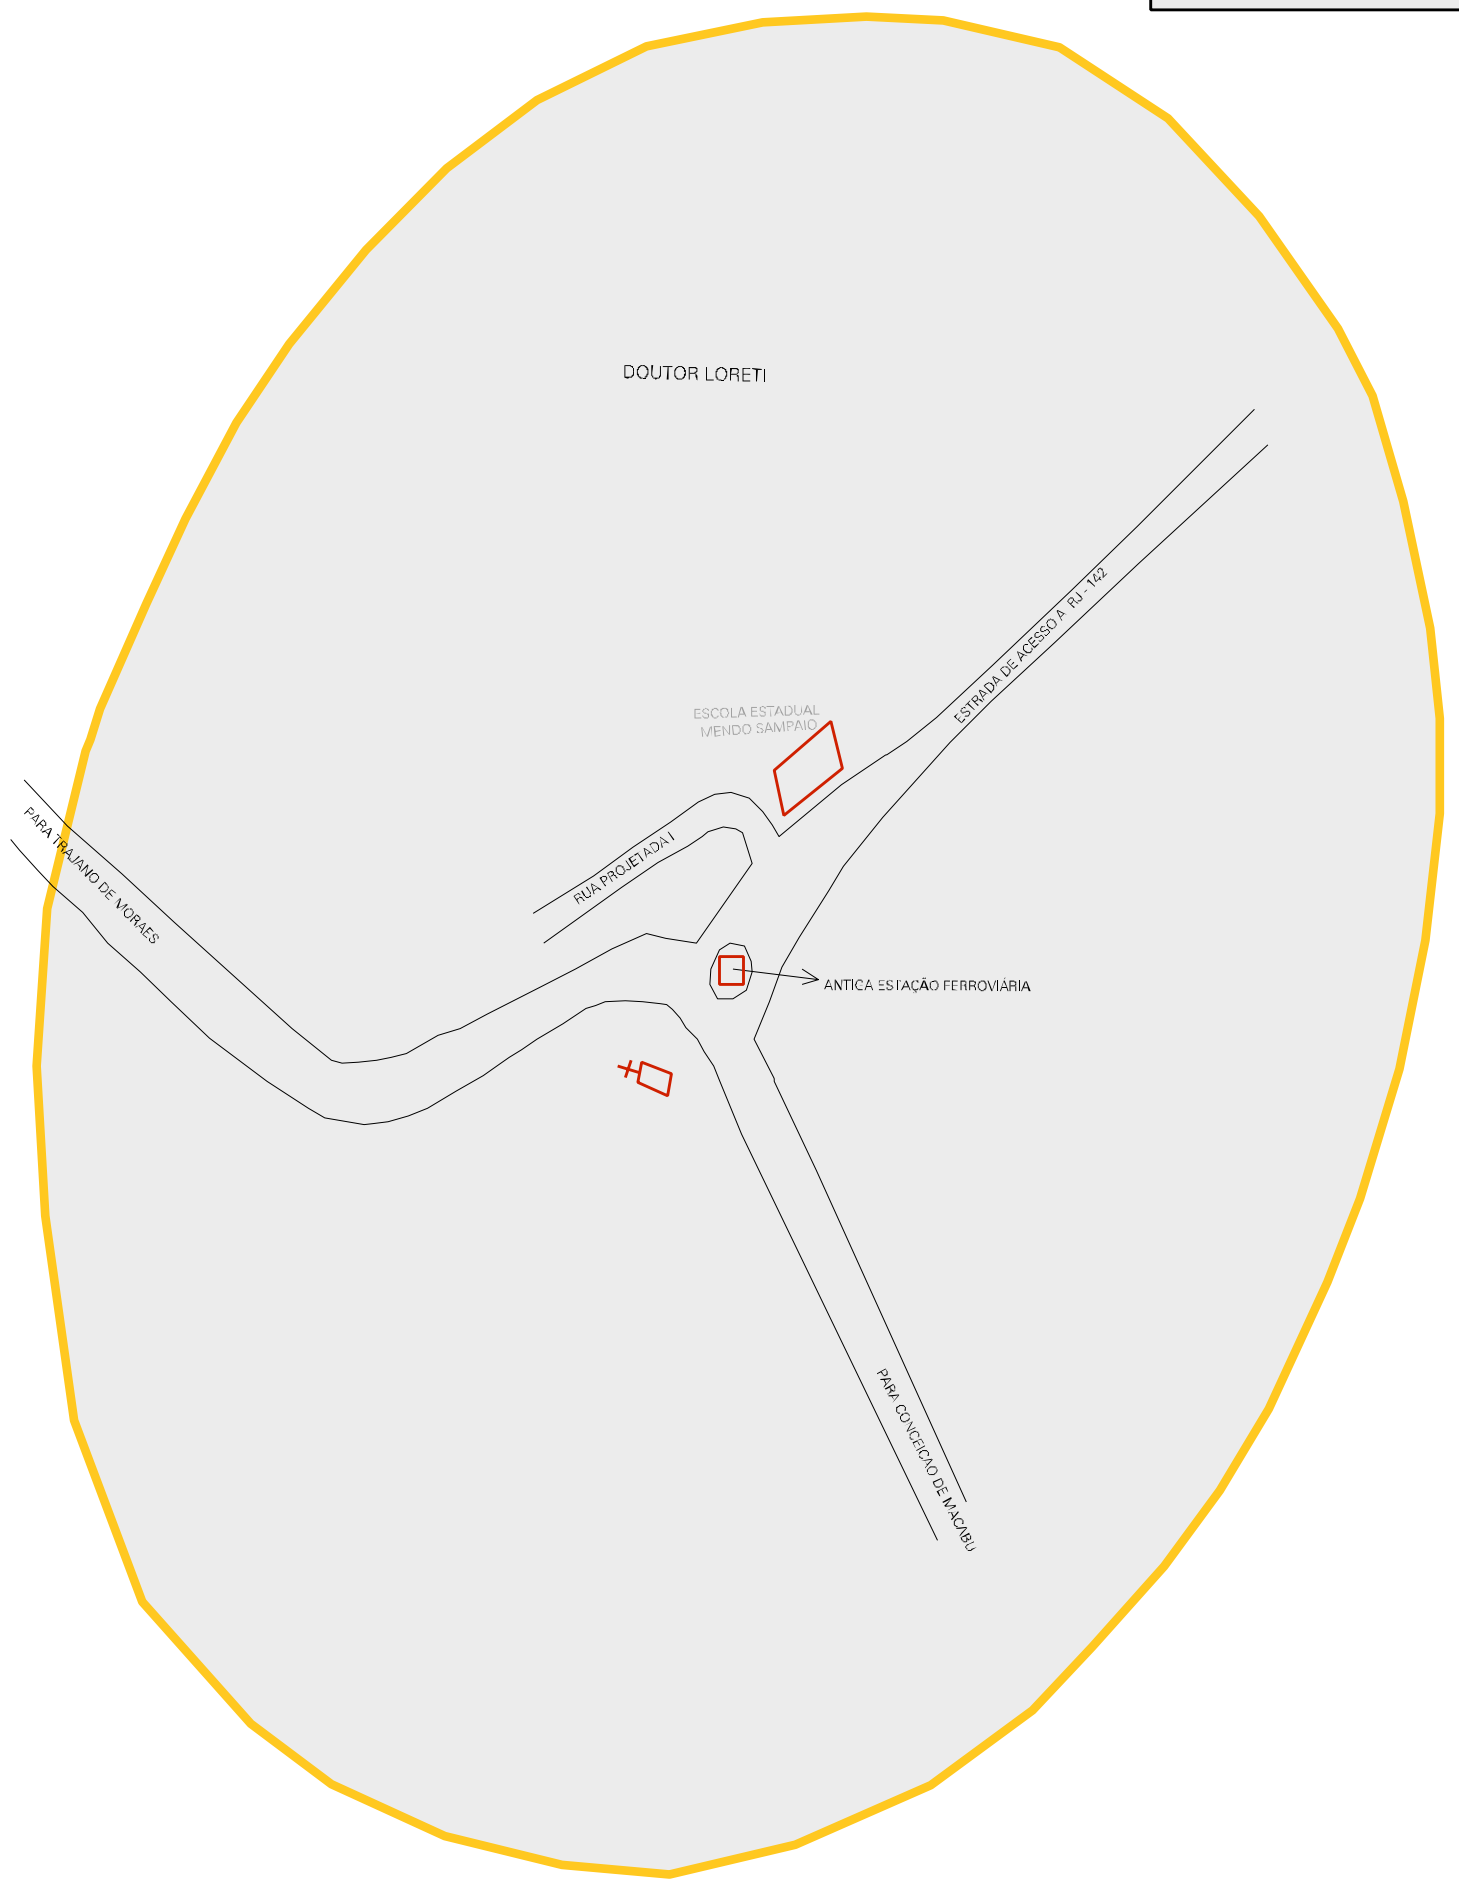 DOUTOR LORETI
ESTRADA DE ACESSO A RJ - 142
ESCOLA ESTADUAL
MENDO SAMPAIO
PARA TRAJANO DE MORAES
RUA PROJETADA I
ANTICA ESTAÇÃO FERROVIÁRIA
PARA CONCEICAO DE MACABU